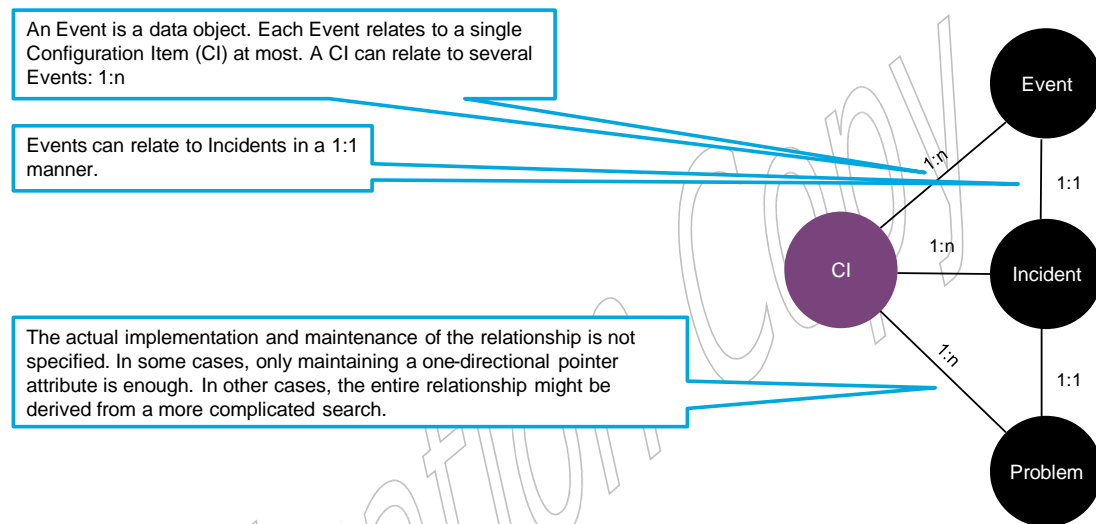 An Event is a data object. Each Event relates to a single
Configuration Item (CI) at most. A CI can relate to several
Events: 1:n
Event
Events can relate to Incidents in a 1:1
manner.
1:n
1:1
1:n
CI
Incident
The actual implementation and maintenance of the relationship is not
specified. In some cases, only maintaining a one-directional pointer
attribute is enough. In other cases, the entire relationship might be
derived from a more complicated search.
1:n
1:1
Problem
Copy